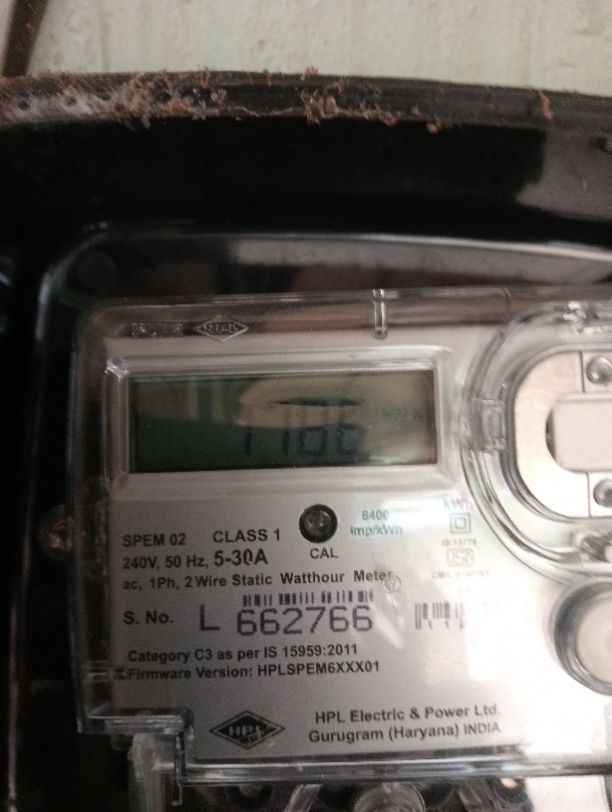 HPL
SPEM 02 CLASS 1
6400
imp/kWh
kWh
240V, 50 Hz, 5-30A
CAL
ac, 1Ph, 2 Wire Static Watthour Meter
S. No. L 662766
Category C3 as per IS 15959:2011
Firmware Version: HPLSPEM6XXX01
HPL
HPL Electric & Power Ltd.
Gurugram (Haryana) INDIA